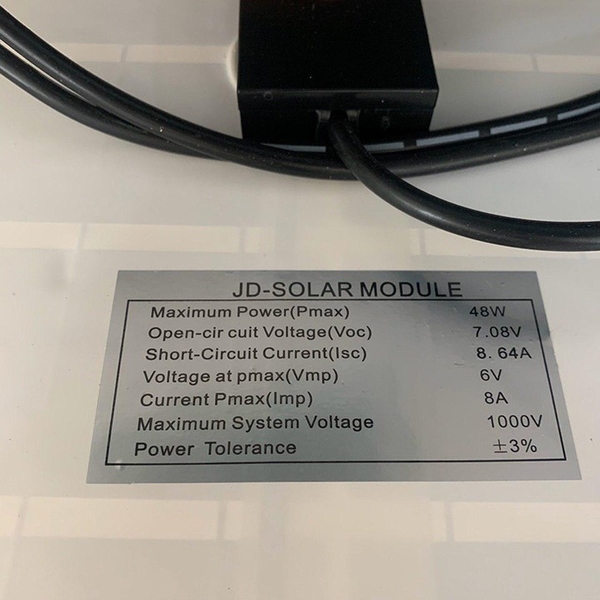 JD-SOLAR MODULE
Maximum Power(Pmax) 48W
Open-cir cuit Voltage(Voc) 7.08V
Short-Circuit Current(Isc) 8.64A
Voltage at pmax(Vmp) 6V
Current Pmax(Imp) 8A
Maximum System Voltage 1000V
Power Tolerance ±3%